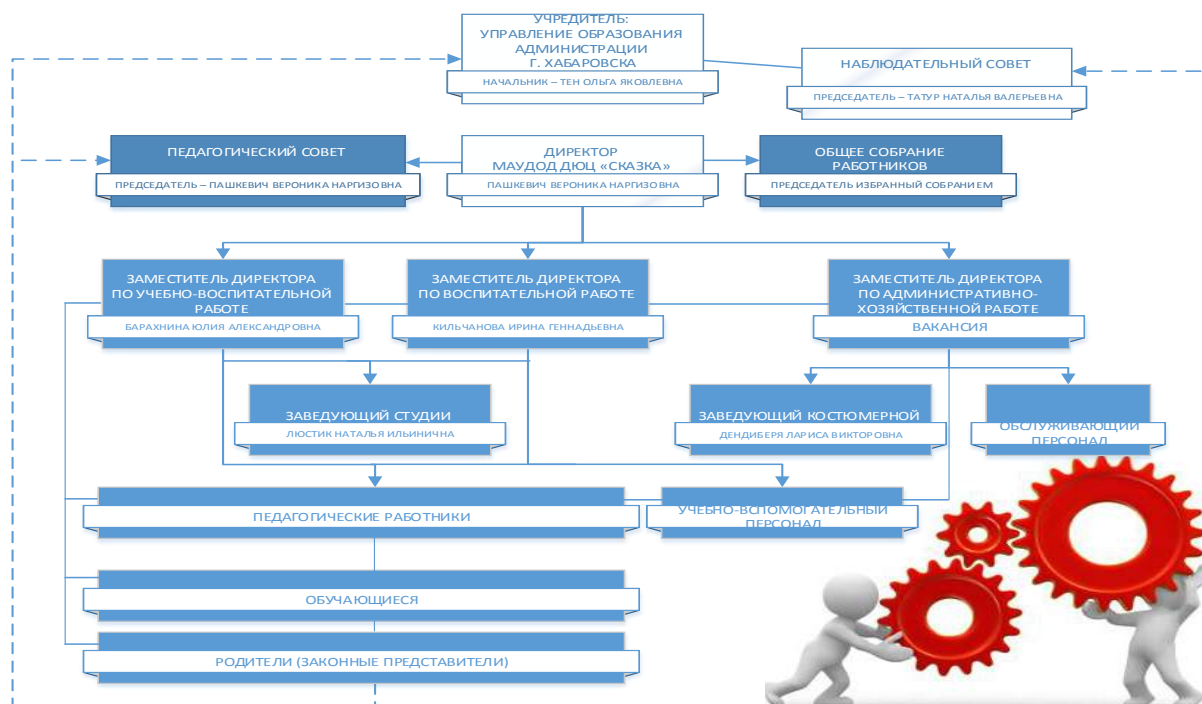 УЧРЕДИТЕЛЬ:
УПРАВЛЕНИЕ ОБРАЗОВАНИЯ
АДМИНИСТРАЦИИ
Г. ХАБАРОВСКА
НАЧАЛЬНИК – ТЕН ОЛЬГА ЯКОВЛЕВНА
НАБЛЮДАТЕЛЬНЫЙ СОВЕТ
ПРЕДСЕДАТЕЛЬ – ТАТУР НАТАЛЬЯ ВАЛЕРЬЕВНА
ПЕДАГОГИЧЕСКИЙ СОВЕТ
ПРЕДСЕДАТЕЛЬ – ПАШКЕВИЧ ВЕРОНИКА НАРГИЗОВНА
ДИРЕКТОР
МАУДОД ДЮЦ «СКАЗКА»
ПАШКЕВИЧ ВЕРОНИКА НАРГИЗОВНА
ОБЩЕЕ СОБРАНИЕ
РАБОТНИКОВ
ПРЕДСЕДАТЕЛЬ ИЗБРАННЫЙ СОБРАНИЕМ
ЗАМЕСТИТЕЛЬ ДИРЕКТОРА
ПО УЧЕБНО-ВОСПИТАТЕЛЬНОЙ
РАБОТЕ
БАРАХНИНА ЮЛИЯ АЛЕКСАНДРОВНА
ЗАМЕСТИТЕЛЬ ДИРЕКТОРА
ПО ВОСПИТАТЕЛЬНОЙ РАБОТЕ
КИЛЬЧАНОВА ИРИНА ГЕННАДЬЕВНА
ЗАМЕСТИТЕЛЬ ДИРЕКТОРА
ПО АДМИНИСТРАТИВНО-
ХОЗЯЙСТВЕННОЙ РАБОТЕ
ВАКАНСИЯ
ЗАВЕДУЮЩИЙ СТУДИИ
ЛЮСТИК НАТАЛЬЯ ИЛЬИНИЧНА
ЗАВЕДУЮЩИЙ КОСТЮМЕРНОЙ
ДЕНДИБЕРЯ ЛАРИСА ВИКТОРОВНА
ОБСЛУЖИВАЮЩИЙ
ПЕРСОНАЛ
ПЕДАГОГИЧЕСКИЕ РАБОТНИКИ
УЧЕБНО-ВСПОМОГАТЕЛЬНЫЙ
ПЕРСОНАЛ
ОБУЧАЮЩИЕСЯ
РОДИТЕЛИ (ЗАКОННЫЕ ПРЕДСТАВИТЕЛИ)